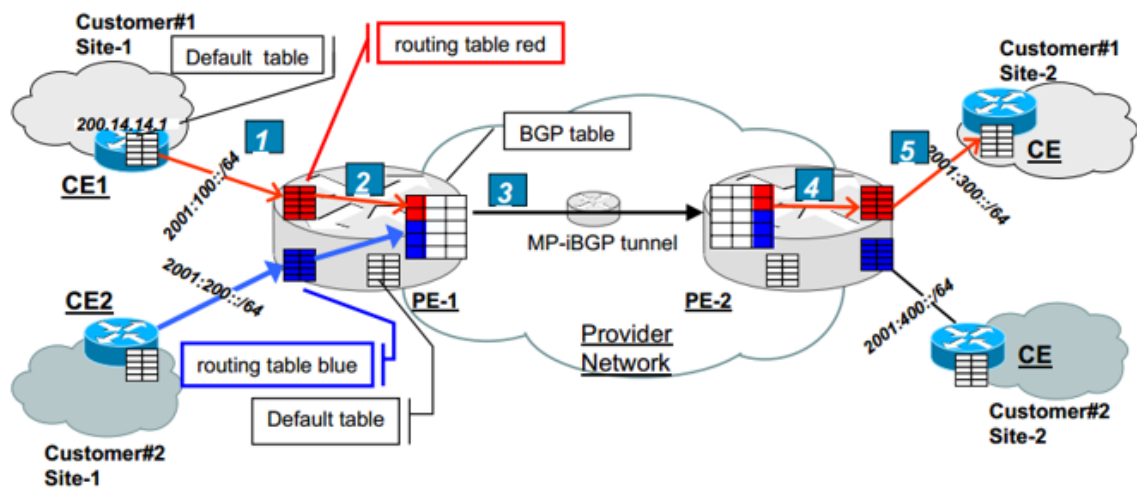 Customer#1
Site-1
Default table
routing table red
Customer#1
Site-2
200.14.14.1
1
BGP table
5
CE
CE1
2
3
4
2001:100::/64
2001:300::/64
MP-iBGP tunnel
CE2
2001:200::/64
PE-1
PE-2
2001:400::/64
Provider
Network
routing table blue
CE
Default table
Customer#2
Site-1
Customer#2
Site-2